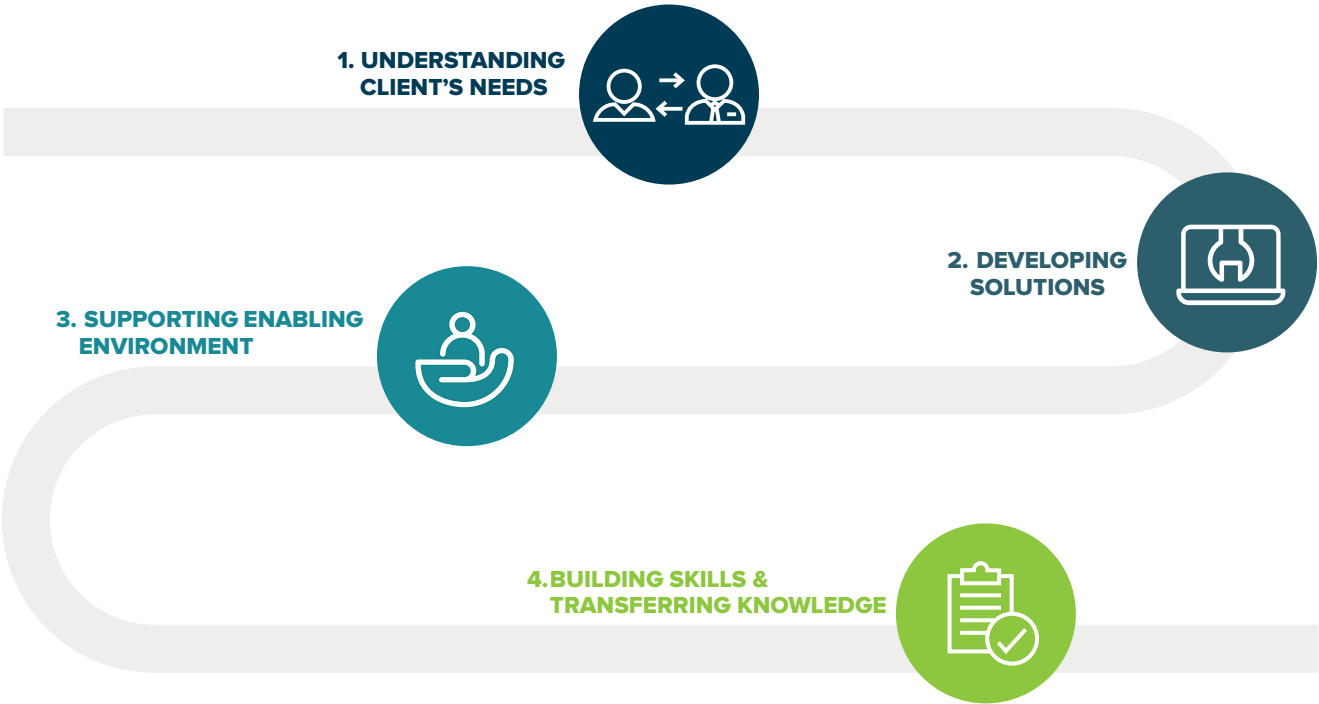 1. UNDERSTANDING
CLIENT’S NEEDS
2. DEVELOPING
SOLUTIONS
3. SUPPORTING ENABLING
ENVIRONMENT
4.BUILDING SKILLS &
TRANSFERRING KNOWLEDGE